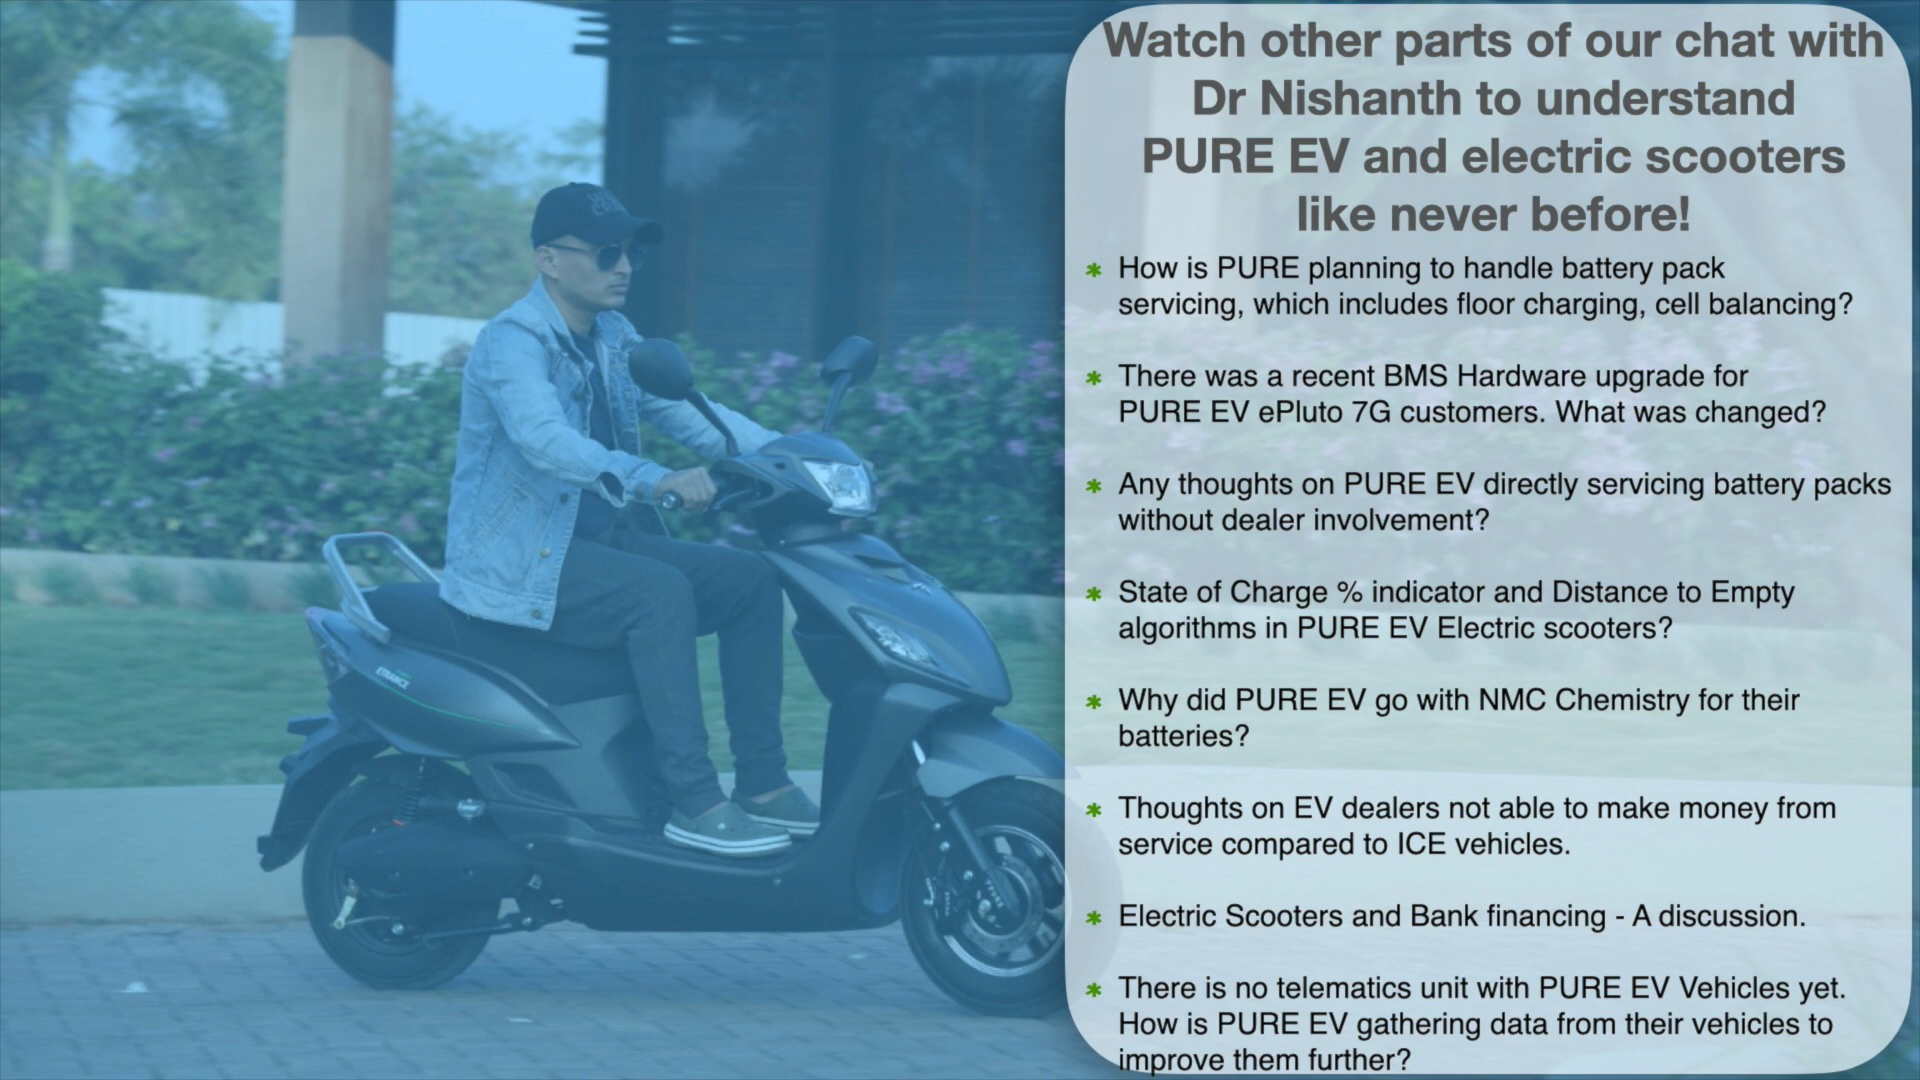 Watch other parts of our chat with
Dr Nishanth to understand
PURE EV and electric scooters
like never before!
* How is PURE planning to handle battery pack
servicing, which includes floor charging, cell balancing?
* There was a recent BMS Hardware upgrade for
PURE EV ePluto 7G customers. What was changed?
* Any thoughts on PURE EV directly servicing battery packs
without dealer involvement?
* State of Charge % indicator and Distance to Empty
algorithms in PURE EV Electric scooters?
* Why did PURE EV go with NMC Chemistry for their
batteries?
* Thoughts on EV dealers not able to make money from
service compared to ICE vehicles.
* Electric Scooters and Bank financing - A discussion.
* There is no telematics unit with PURE EV Vehicles yet.
How is PURE EV gathering data from their vehicles to
improve them further?
ETRANCE